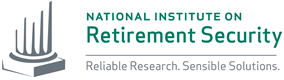 NATIONAL INSTITUTE ON
Retirement Security
Reliable Research. Sensible Solutions.